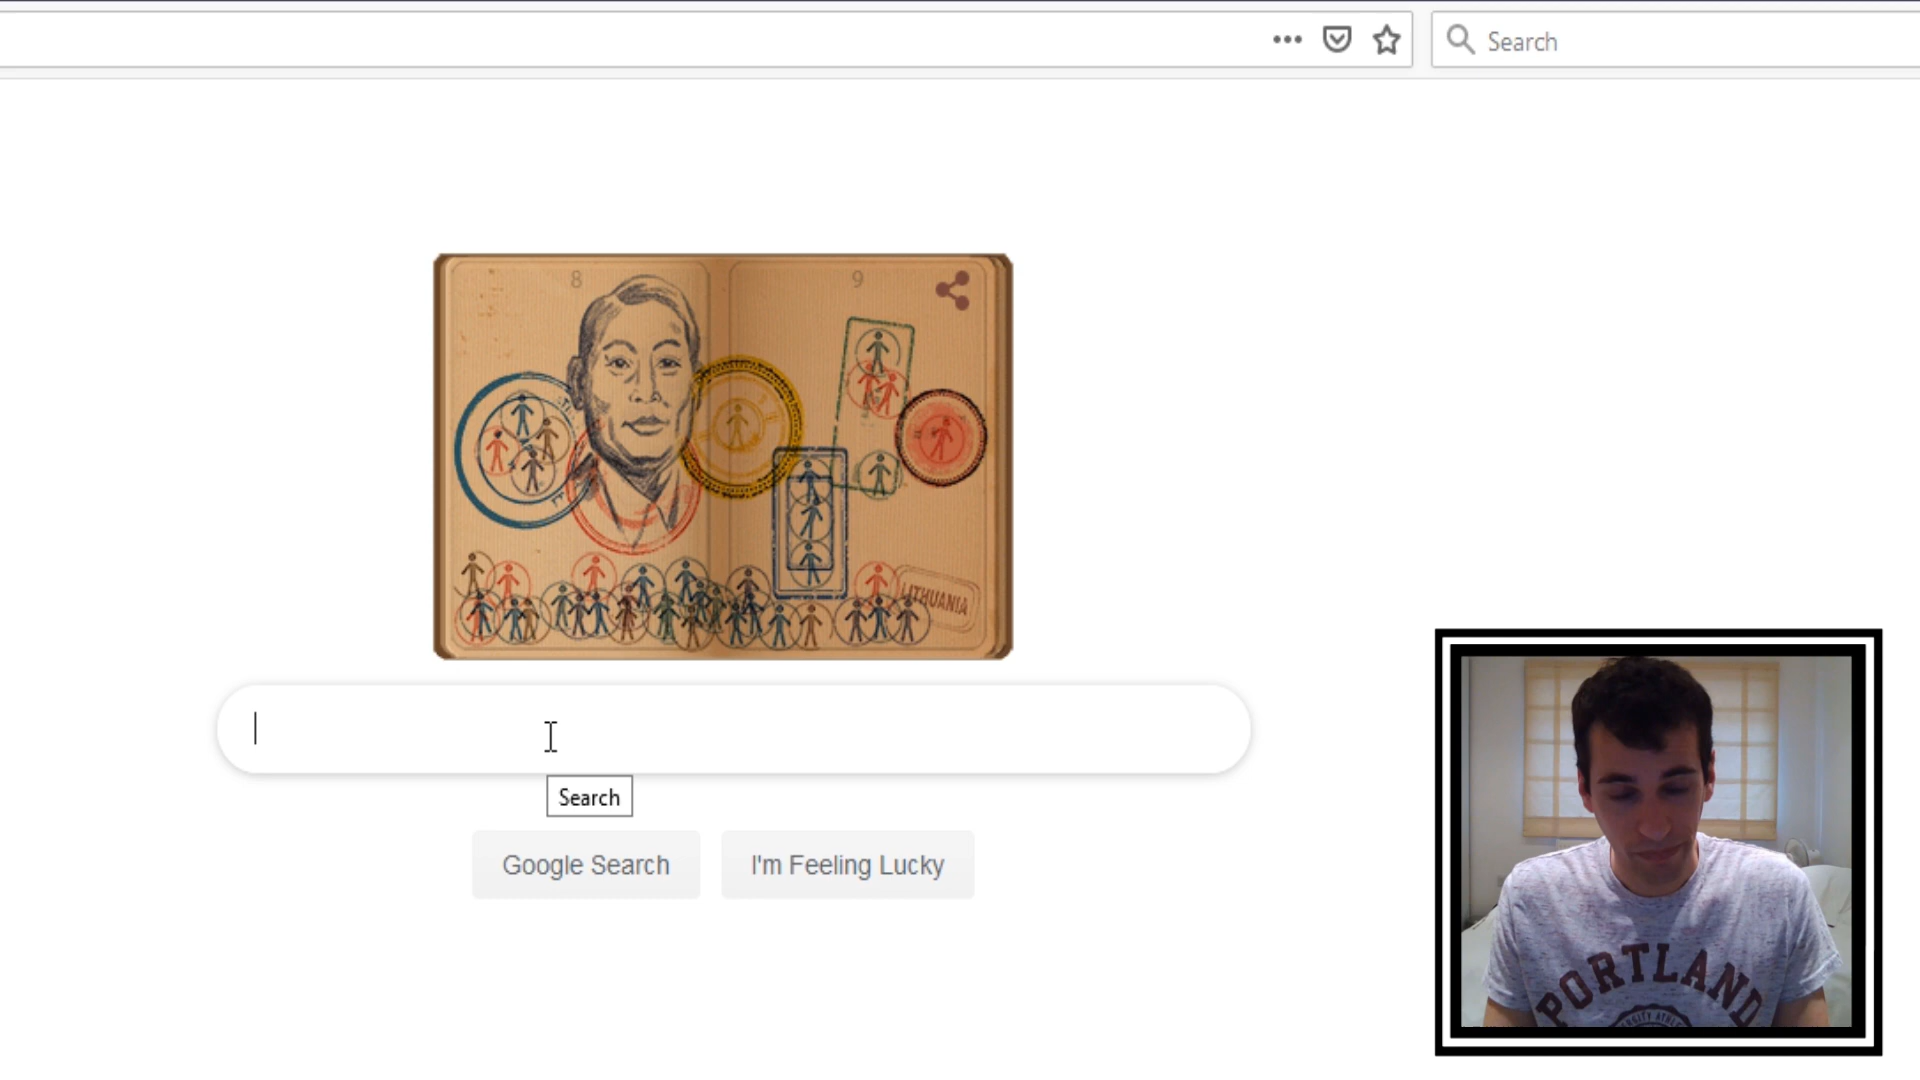 Search
8
9
LITHUANIA
Search
Google Search
I'm Feeling Lucky
PORTLAND